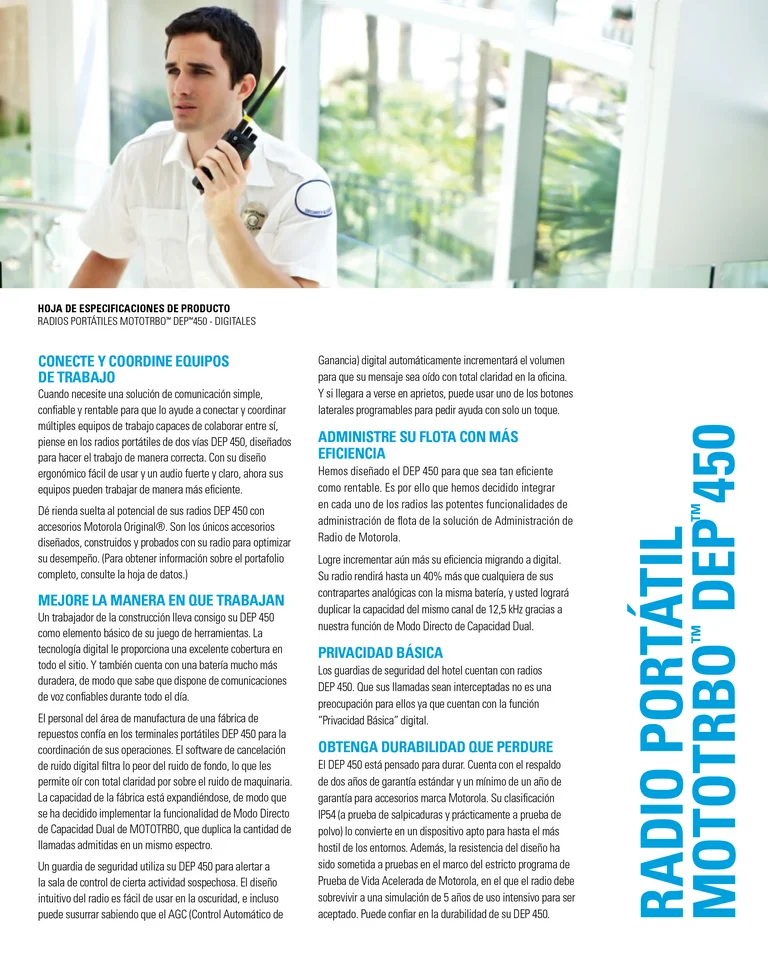 HOJA DE ESPECIFICACIONES DE PRODUCTO
RADIOS PORTÁTILES MOTOTRBO™ DEP™450 - DIGITALES
CONECTE Y COORDINE EQUIPOS
DE TRABAJO
Cuando necesite una solución de comunicación simple,
confiable y rentable para que lo ayude a conectar y coordinar
múltiples equipos de trabajo capaces de colaborar entre sí,
piense en los radios portátiles de dos vías DEP 450, diseñados
para hacer el trabajo de manera correcta. Con su diseño
ergonómico fácil de usar y un audio fuerte y claro, ahora sus
equipos pueden trabajar de manera más eficiente.
Dé rienda suelta al potencial de sus radios DEP 450 con
accesorios Motorola Original®. Son los únicos accesorios
diseñados, construidos y probados con su radio para optimizar
su desempeño. (Para obtener información sobre el portafolio
completo, consulte la hoja de datos.)
MEJORE LA MANERA EN QUE TRABAJAN
Un trabajador de la construcción lleva consigo su DEP 450
como elemento básico de su juego de herramientas. La
tecnología digital le proporciona una excelente cobertura en
todo el sitio. Y también cuenta con una batería mucho más
duradera, de modo que sabe que dispone de comunicaciones
de voz confiables durante todo el día.
El personal del área de manufactura de una fábrica de
repuestos confía en los terminales portátiles DEP 450 para la
coordinación de sus operaciones. El software de cancelación
de ruido digital filtra lo peor del ruido de fondo, lo que les
permite oír con total claridad por sobre el ruido de maquinaria.
La capacidad de la fábrica está expandiéndose, de modo que
se ha decidido implementar la funcionalidad de Modo Directo
de Capacidad Dual de MOTOTRBO, que duplica la cantidad de
llamadas admitidas en un mismo espectro.
Un guardia de seguridad utiliza su DEP 450 para alertar a
la sala de control de cierta actividad sospechosa. El diseño
intuitivo del radio es fácil de usar en la oscuridad, e incluso
puede susurrar sabiendo que el AGC (Control Automático de
Ganancia) digital automáticamente incrementará el volumen
para que su mensaje sea oído con total claridad en la oficina.
Y si llegara a verse en aprietos, puede usar uno de los botones
laterales programables para pedir ayuda con solo un toque.
ADMINISTRE SU FLOTA CON MÁS
EFICIENCIA
Hemos diseñado el DEP 450 para que sea tan eficiente
como rentable. Es por ello que hemos decidido integrar
en cada uno de los radios las potentes funcionalidades de
administración de flota de la solución de Administración de
Radio de Motorola.
Logre incrementar aún más su eficiencia migrando a digital.
Su radio rendirá hasta un 40% más que cualquiera de sus
contrapartes analógicas con la misma batería, y usted logrará
duplicar la capacidad del mismo canal de 12,5 kHz gracias a
nuestra función de Modo Directo de Capacidad Dual.
PRIVACIDAD BÁSICA
Los guardias de seguridad del hotel cuentan con radios
DEP 450. Que sus llamadas sean interceptadas no es una
preocupación para ellos ya que cuentan con la función
“Privacidad Básica” digital.
OBTENGA DURABILIDAD QUE PERDURE
El DEP 450 está pensado para durar. Cuenta con el respaldo
de dos años de garantía estándar y un mínimo de un año de
garantía para accesorios marca Motorola. Su clasificación
IP54 (a prueba de salpicaduras y prácticamente a prueba de
polvo) lo convierte en un dispositivo apto para hasta el más
hostil de los entornos. Además, la resistencia del diseño ha
sido sometida a pruebas en el marco del estricto programa de
Prueba de Vida Acelerada de Motorola, en el que el radio debe
sobrevivir a una simulación de 5 años de uso intensivo para ser
aceptado. Puede confiar en la durabilidad de su DEP 450.
RADIO PORTÁTIL
MOTOTRBO™ DEP™450